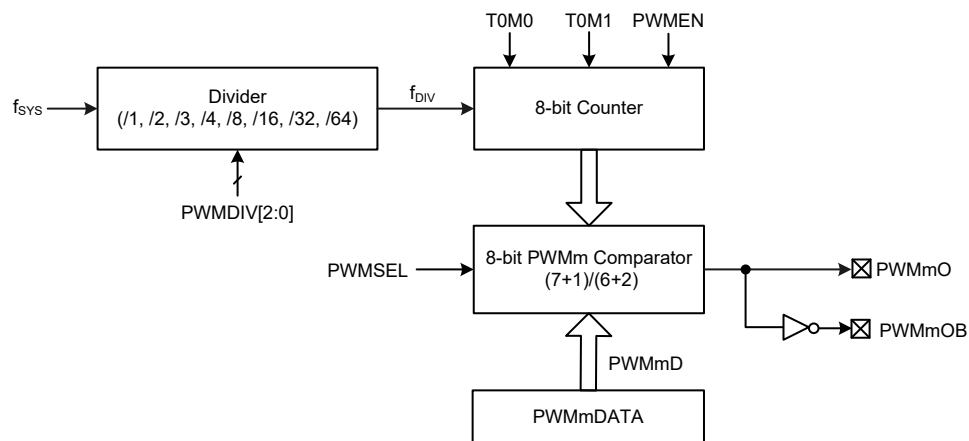 T0M0 T0M1 PWMEN
fSYS
Divider
(/1, /2, /3, /4, /8, /16, /32, /64)
fDIV
8-bit Counter
PWMDIV[2:0]
PWMSEL
8-bit PWMm Comparator
(7+1)/(6+2)
PWMmO
PWMmOB
PWMmD
PWMmDATA